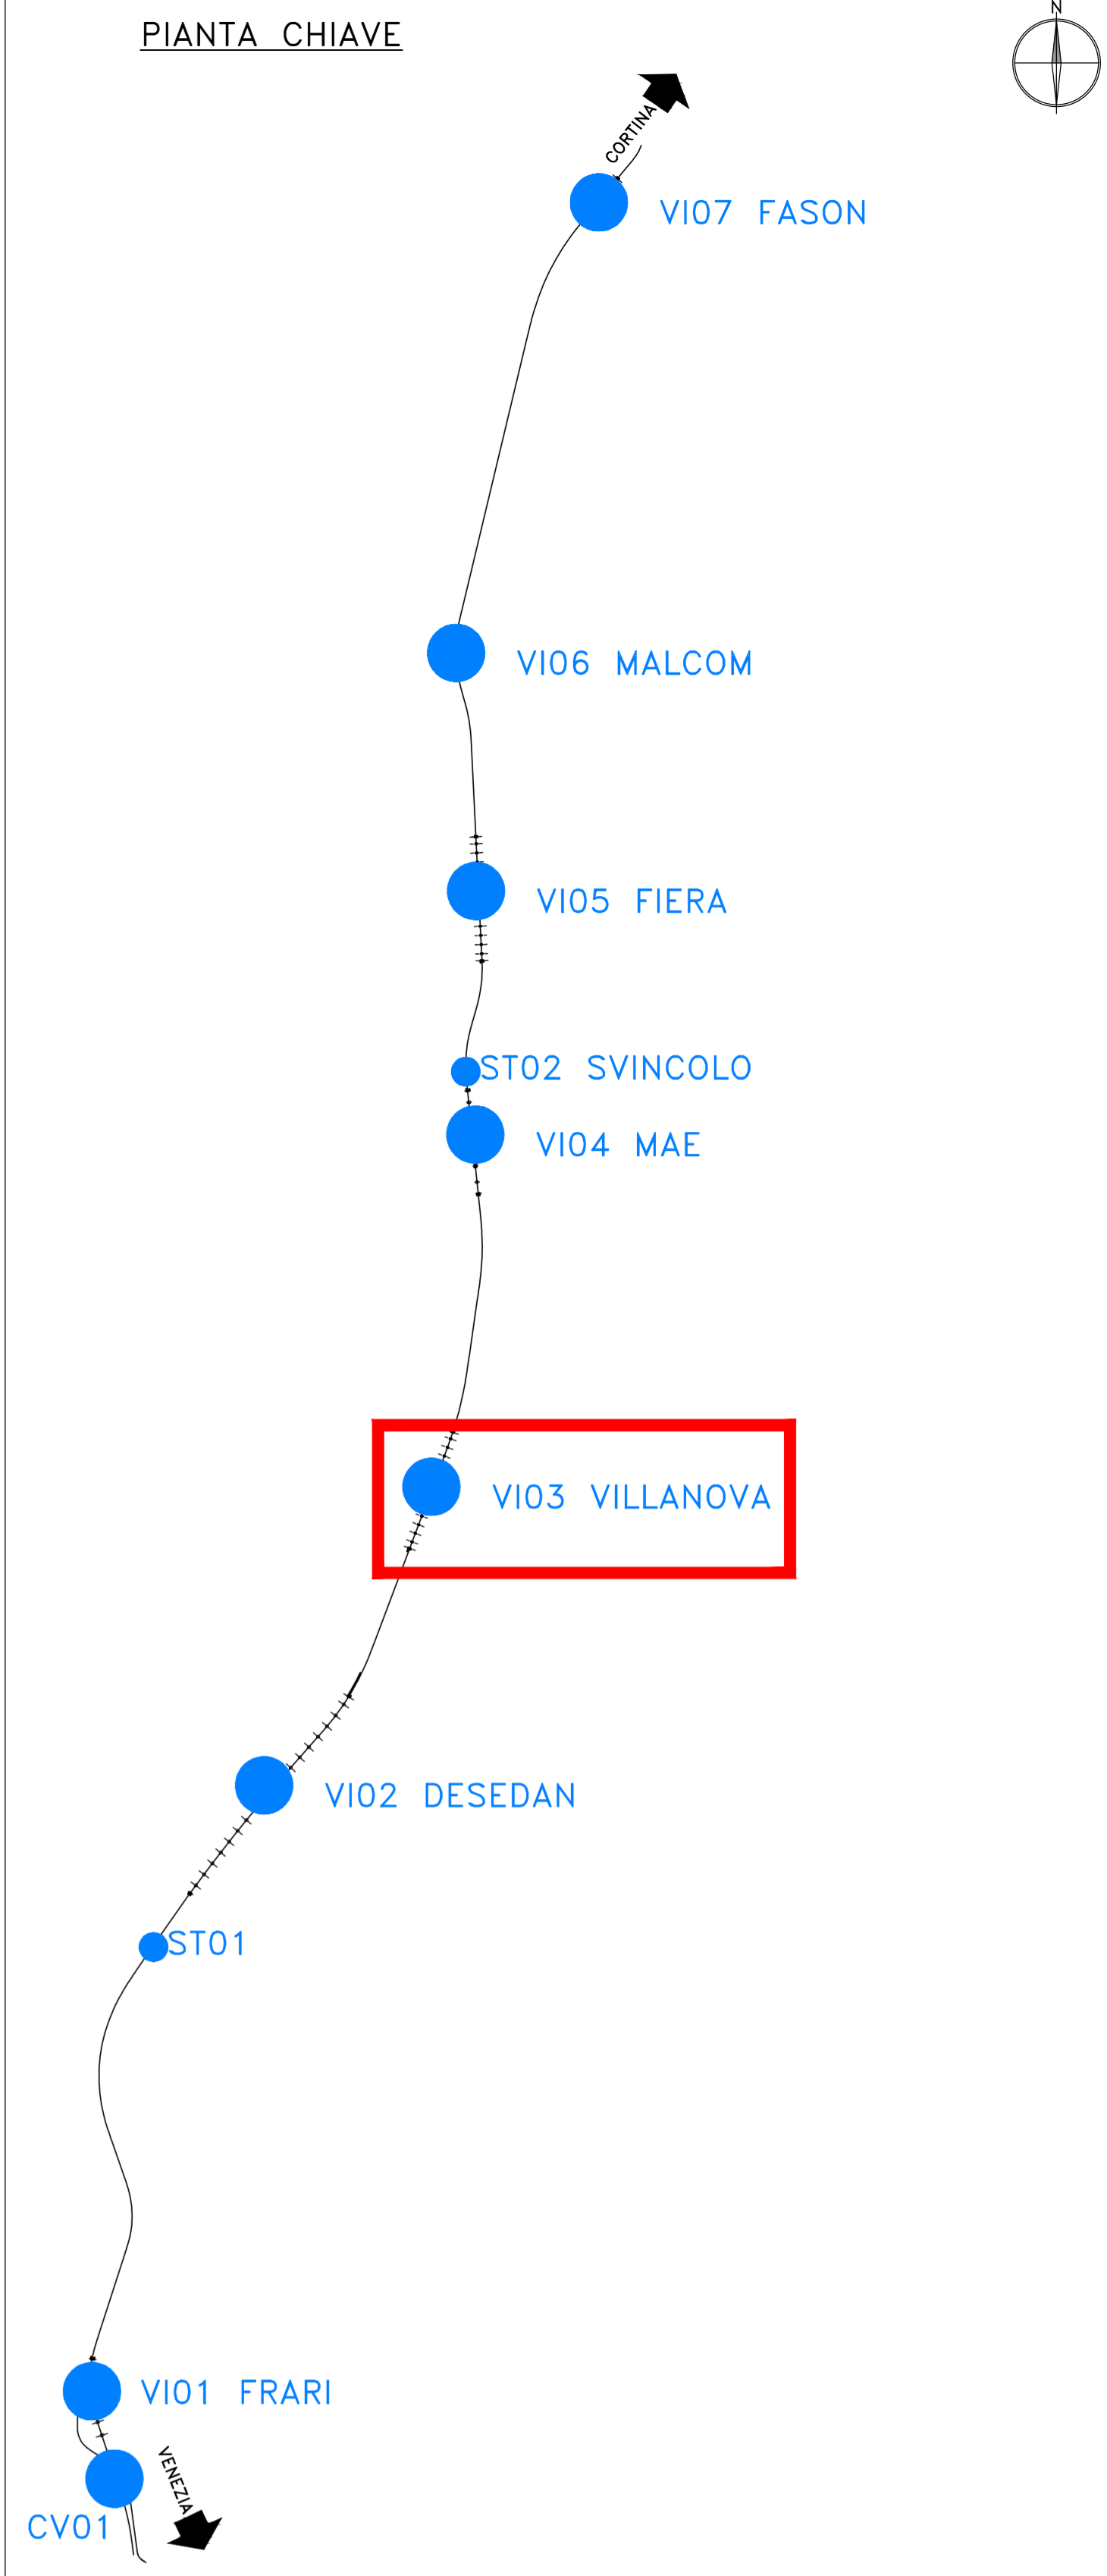 PIANTA CHIAVE
N
CORTINA
VI07 FASON
VI06 MALCOM
VI05 FIERA
ST02 SVINCOLO
VI04 MAE
VI03 VILLANOVA
VI02 DESEDAN
ST01
VI01 FRARI
VENEZIA
CV01